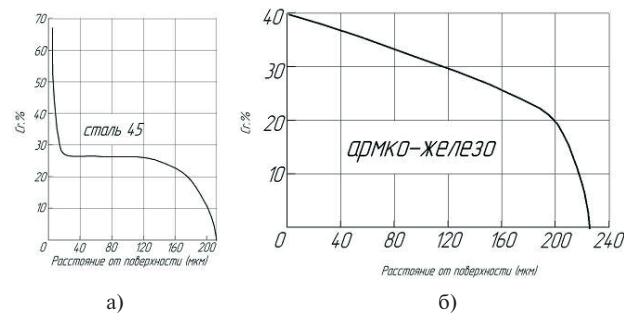 Cr.%
70
60
50
40
30
20
10
сталь 45
40 80 120 160 200
Расстояние от поверхности (мкм)
а)
Cr.%
40
30
20
10
армко-железо
0 40 80 120 160 200 240
Расстояние от поверхности (мкм)
б)